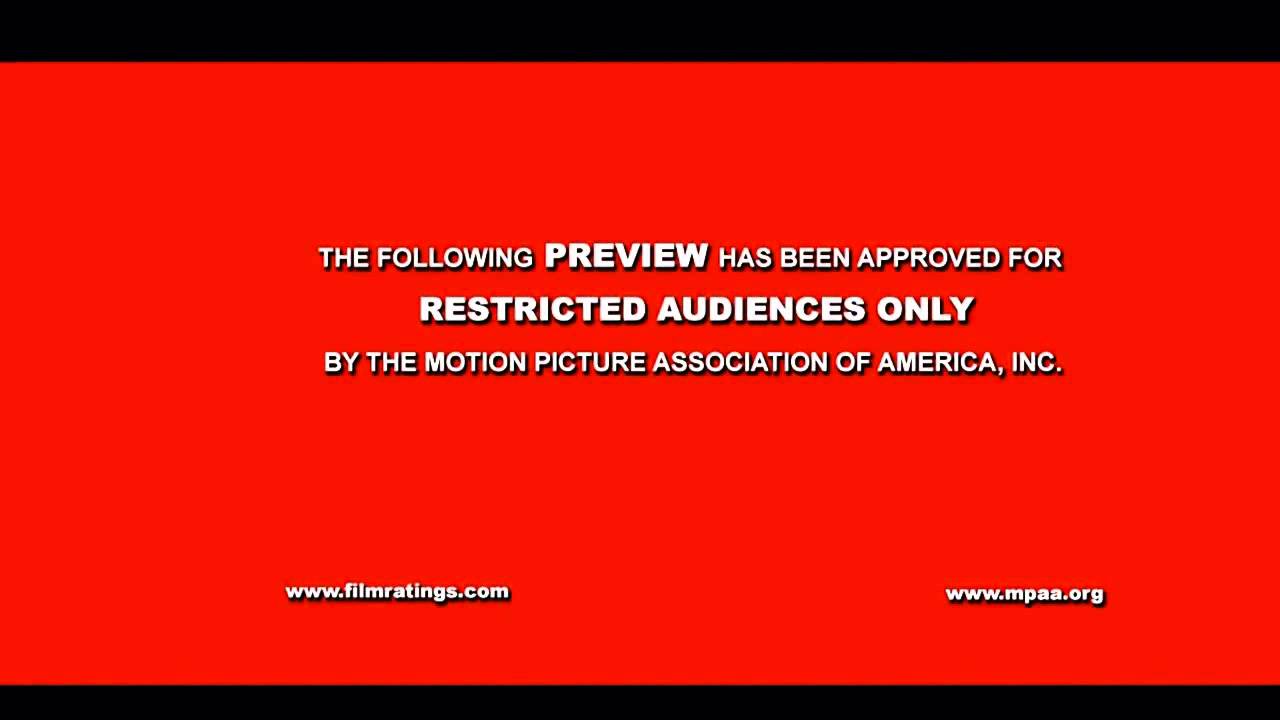 THE FOLLOWING PREVIEW HAS BEEN APPROVED FOR
RESTRICTED AUDIENCES ONLY
BY THE MOTION PICTURE ASSOCIATION OF AMERICA, INC.
www.filmratings.com
www.mpaa.org